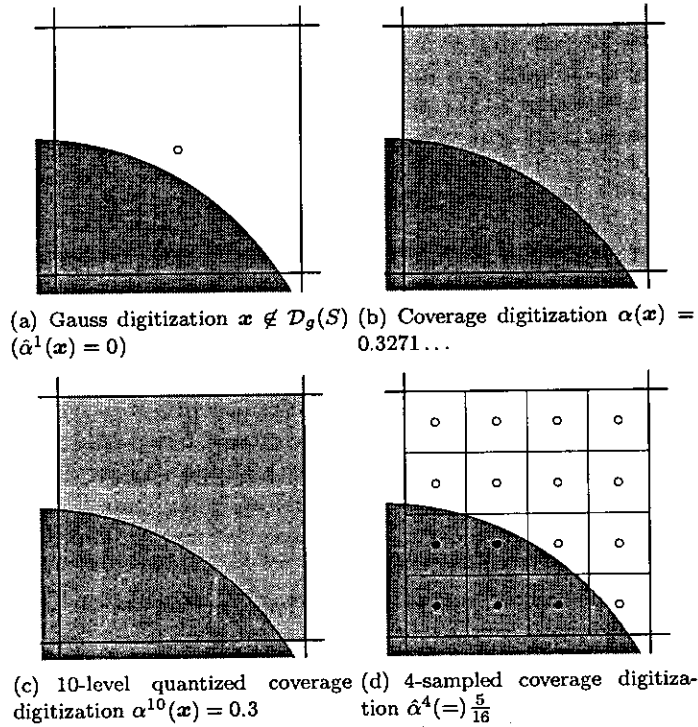 (a) Gauss digitization x ∉ D_g(S)
(α̂¹(x) = 0)
(b) Coverage digitization α(x) =
0.3271...
(c) 10-level quantized coverage
digitization α¹⁰(x) = 0.3
(d) 4-sampled coverage digitiza-
tion α̂⁴(=) 5/16